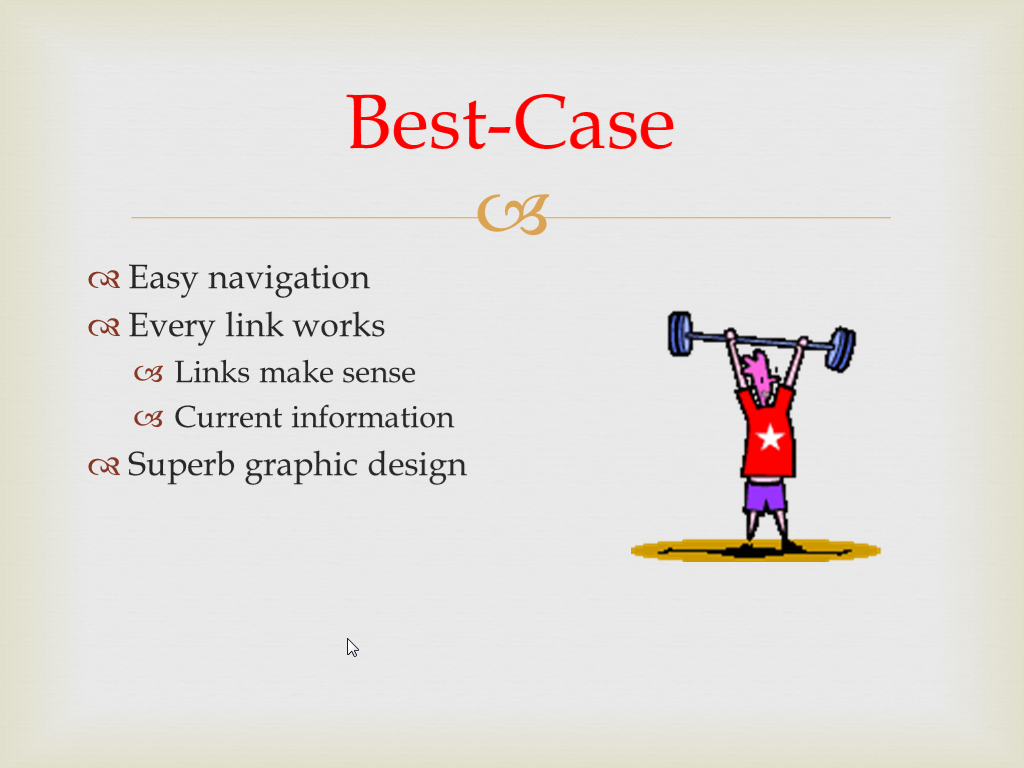 Best-Case
Easy navigation
Every link works
Links make sense
Current information
Superb graphic design